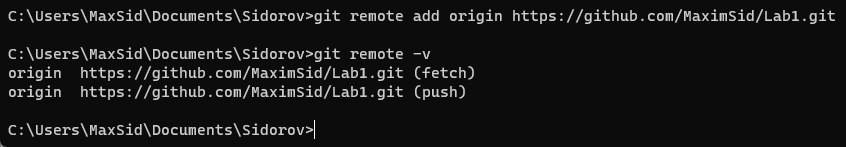 C:\Users\MaxSid\Documents\Sidorov>git remote add origin https://github.com/MaximSid/Lab1.git
C:\Users\MaxSid\Documents\Sidorov>git remote -v
origin  https://github.com/MaximSid/Lab1.git (fetch)
origin  https://github.com/MaximSid/Lab1.git (push)
C:\Users\MaxSid\Documents\Sidorov>